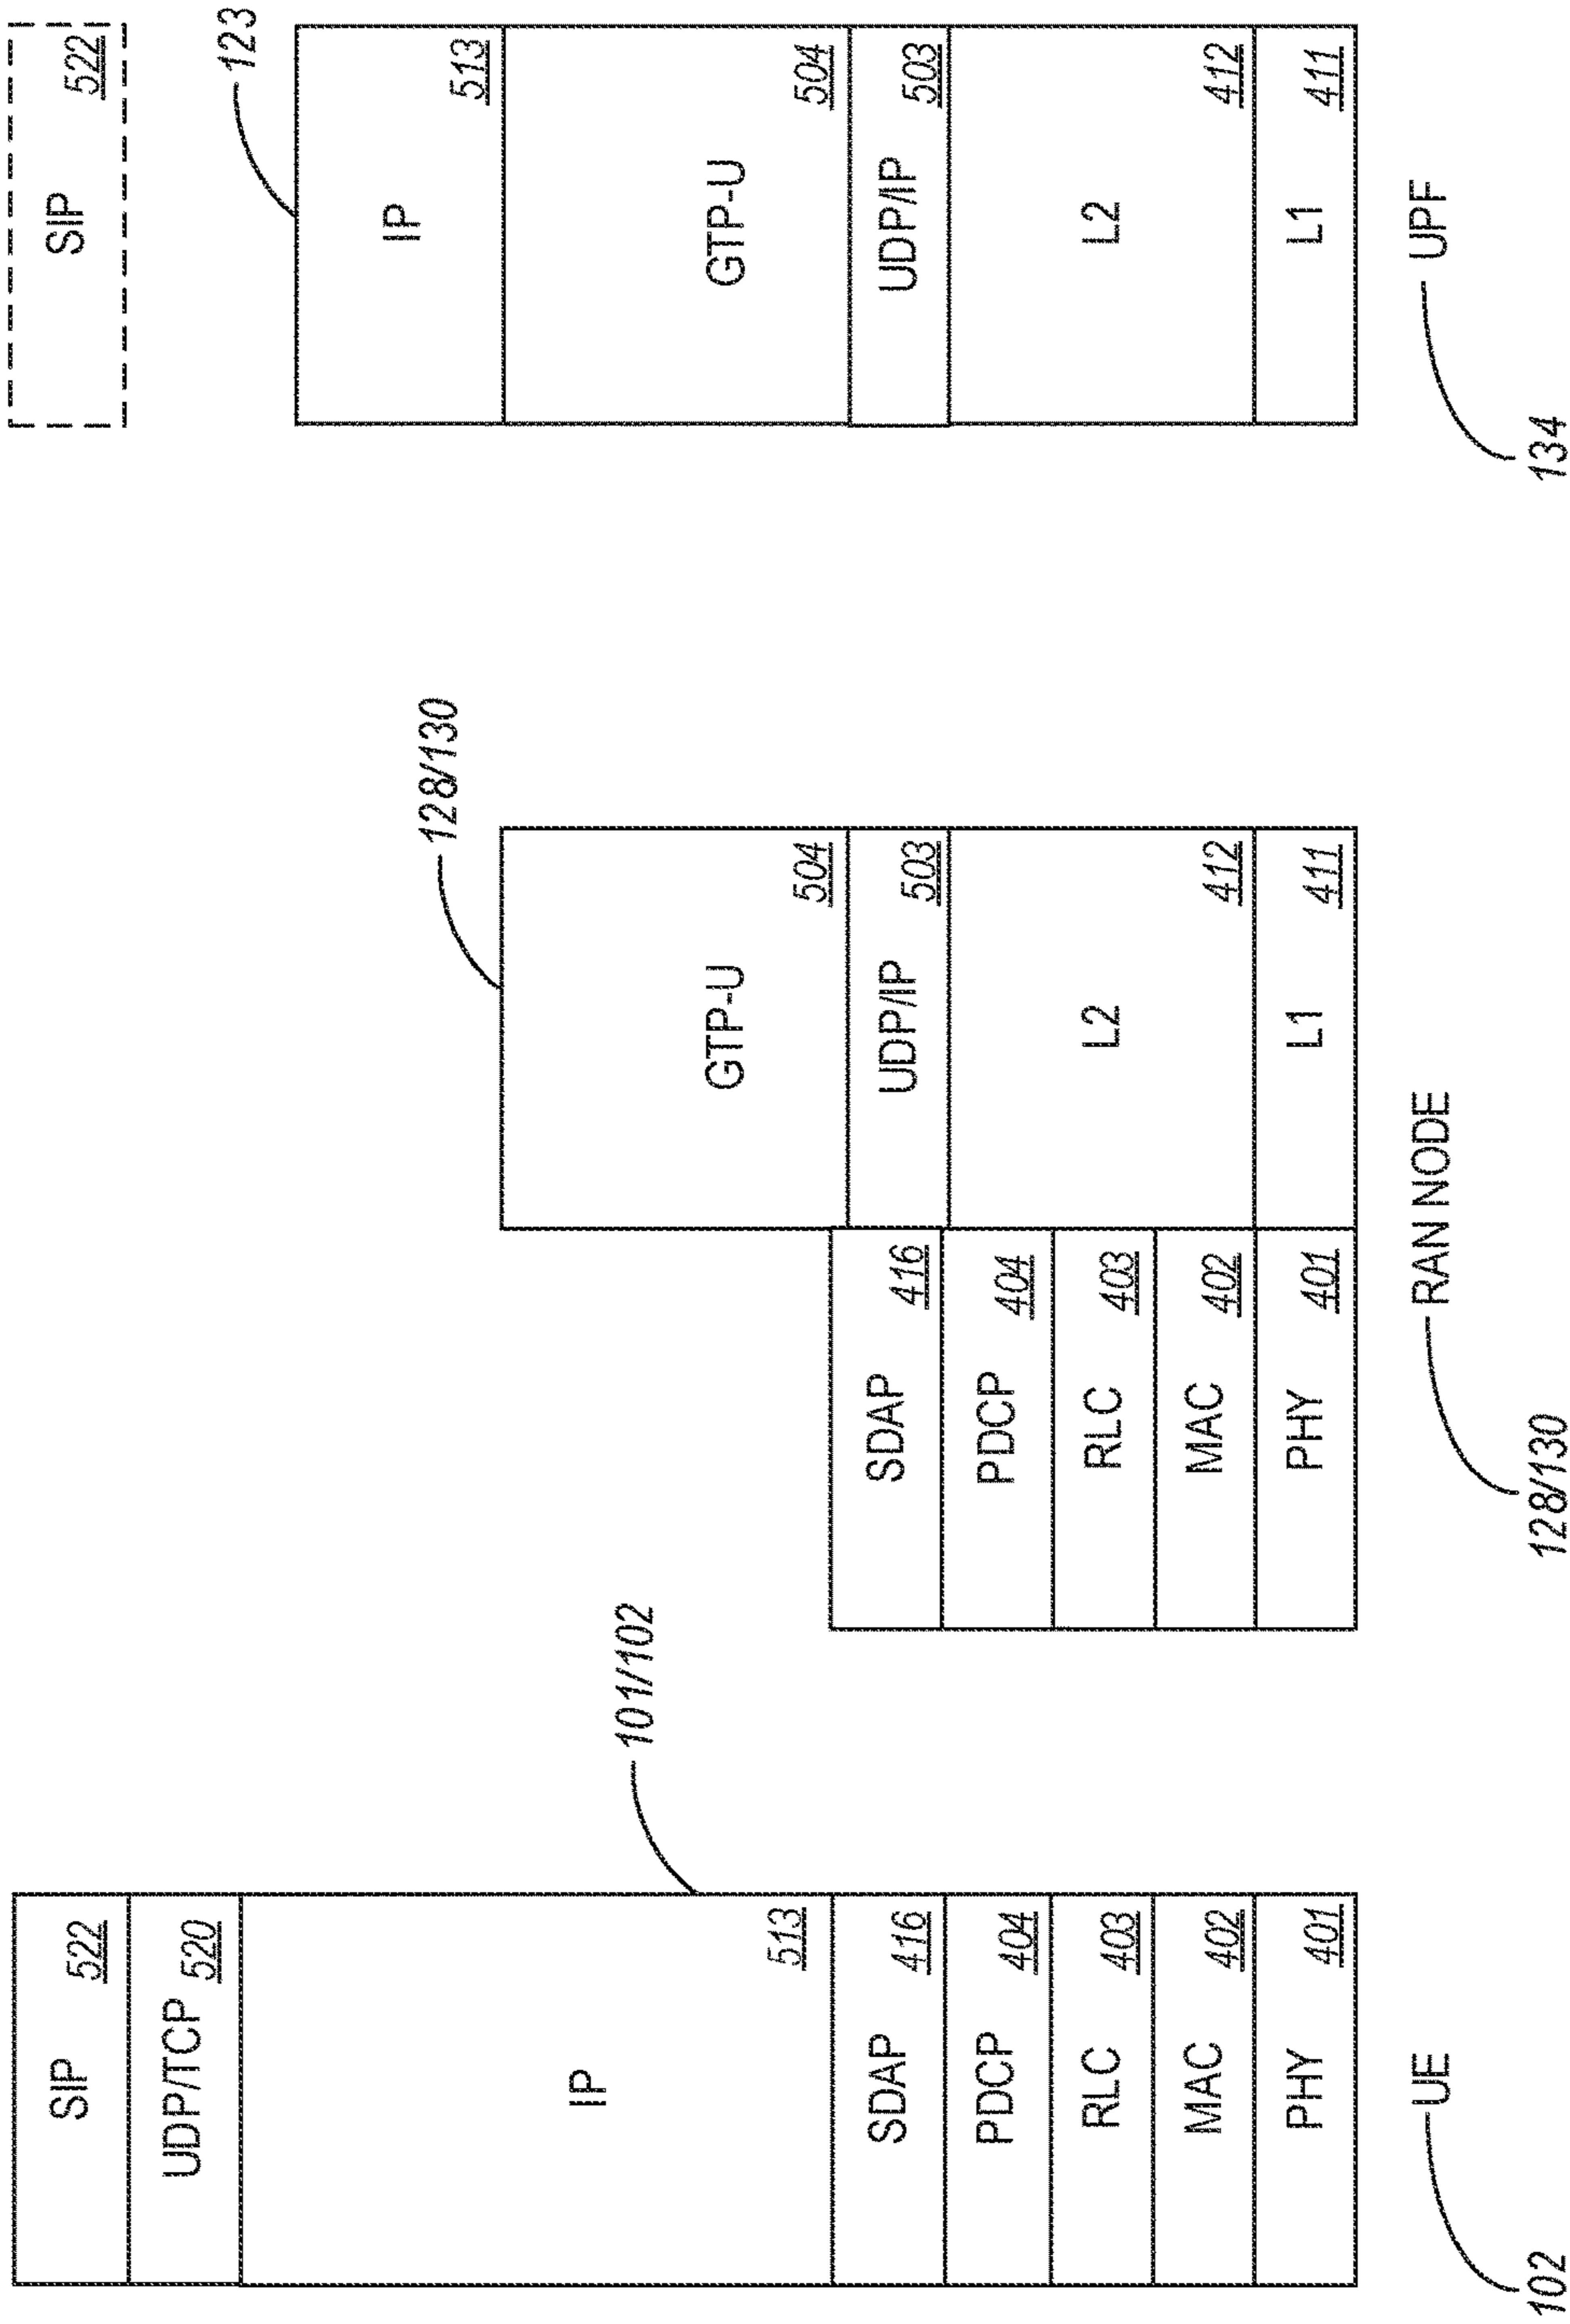 SIP 522
UDP/TCP 520
IP
513
101/102
SDAP 416
PDCP 404
RLC 403
MAC 402
PHY 401
UE
102
128/130
GTP-U
504
SDAP 416
PDCP 404
RLC 403
MAC 402
PHY 401
UDP/IP 503
L2
412
L1 411
RAN NODE
128/130
SIP 522
123
IP
513
GTP-U
504
UDP/IP 503
L2
412
L1 411
UPF
134